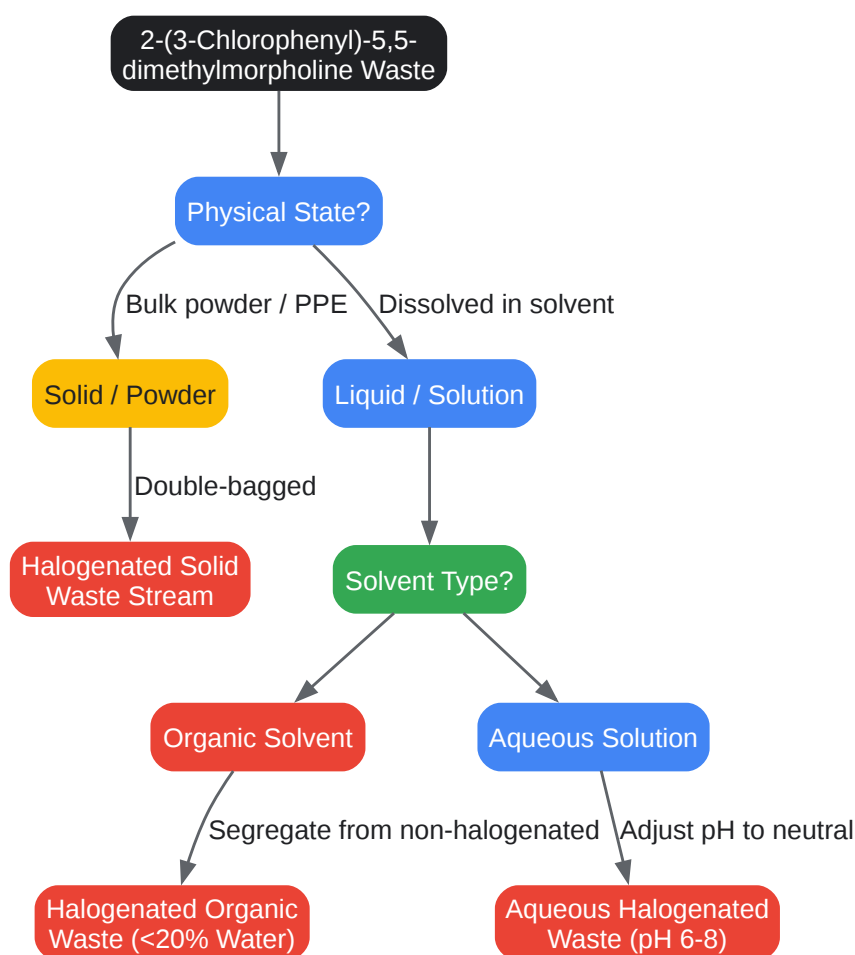 2-(3-Chlorophenyl)-5,5-
dimethylmorpholine Waste
Physical State?
Bulk powder / PPE
Dissolved in solvent
Solid / Powder
Liquid / Solution
Double-bagged
Halogenated Solid
Waste Stream
Solvent Type?
Organic Solvent
Aqueous Solution
Segregate from non-halogenated
Adjust pH to neutral
Halogenated Organic
Waste (<20% Water)
Aqueous Halogenated
Waste (pH 6-8)